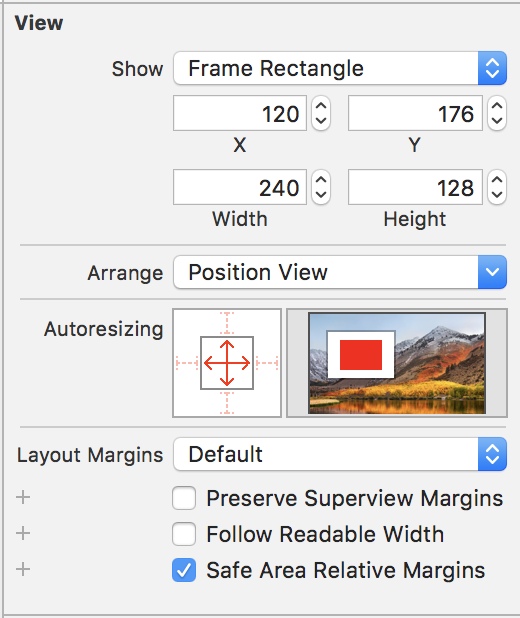 View
Show Frame Rectangle
120 176
X Y
240 128
Width Height
Arrange Position View
Autoresizing
Layout Margins Default
Preserve Superview Margins
Follow Readable Width
Safe Area Relative Margins